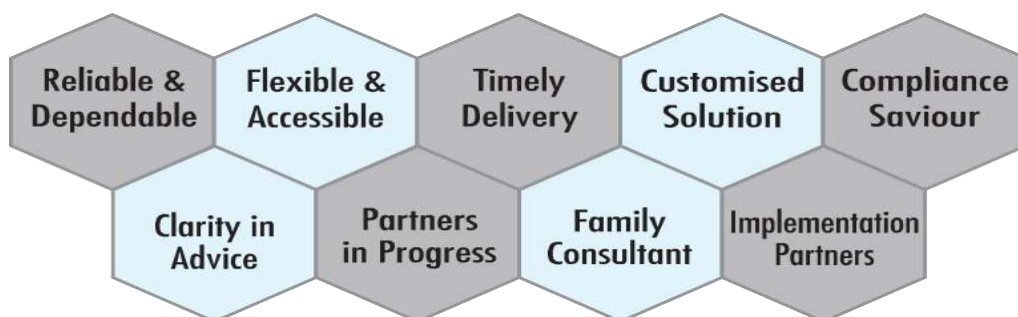 Reliable &
Dependable
Flexible &
Accessible
Timely
Delivery
Customised
Solution
Compliance
Saviour
Clarity in
Advice
Partners
in Progress
Family
Consultant
Implementation
Partners